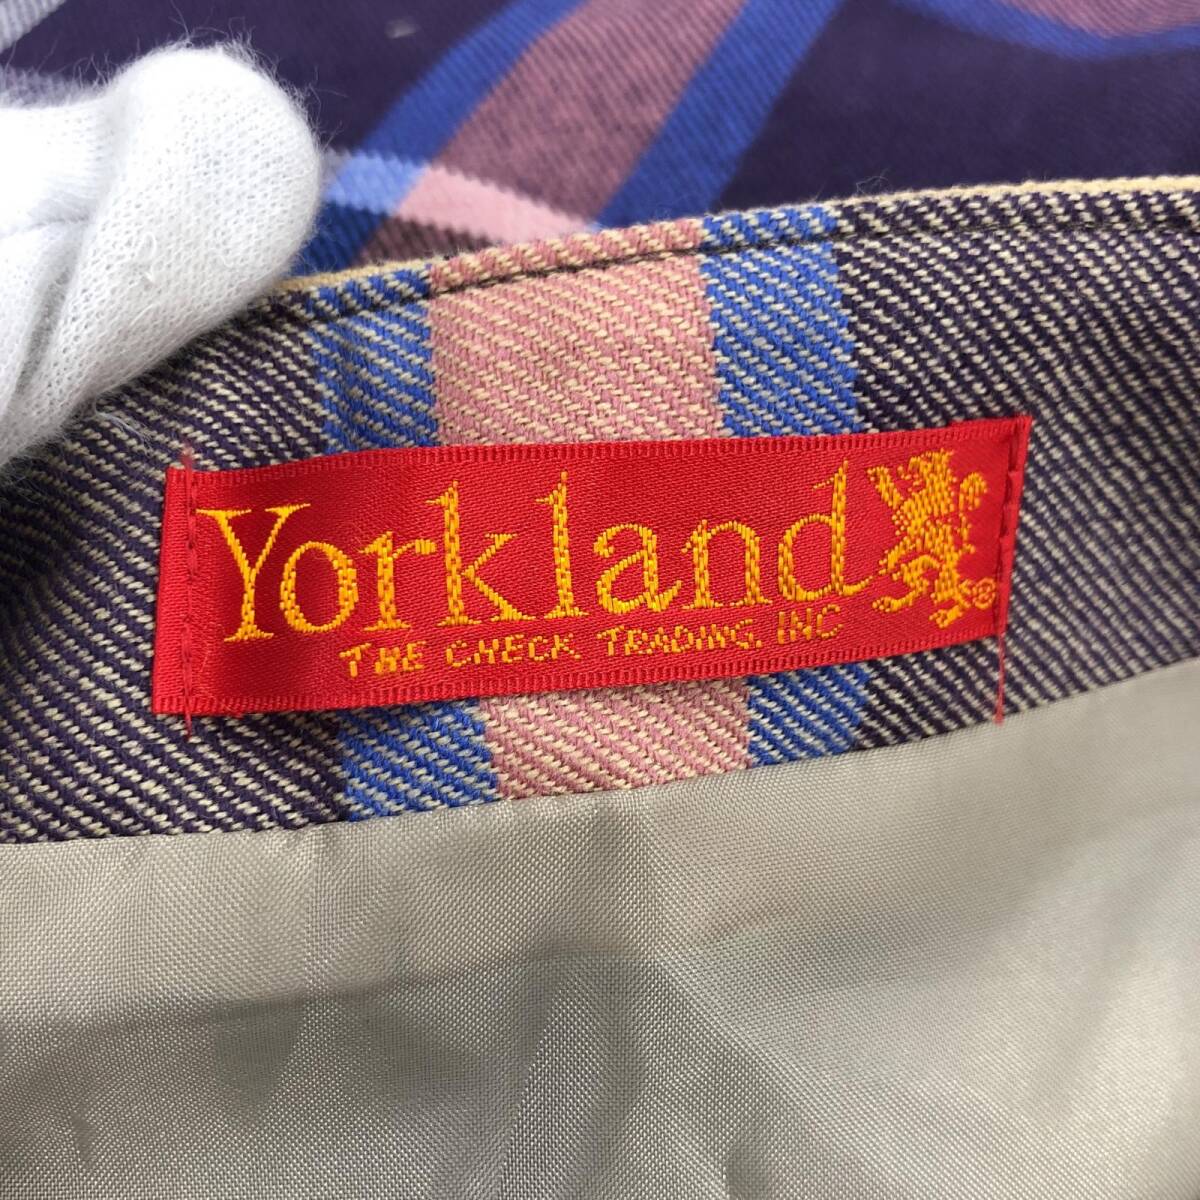 Yorkland
THE CHECK TRADING, INC
®